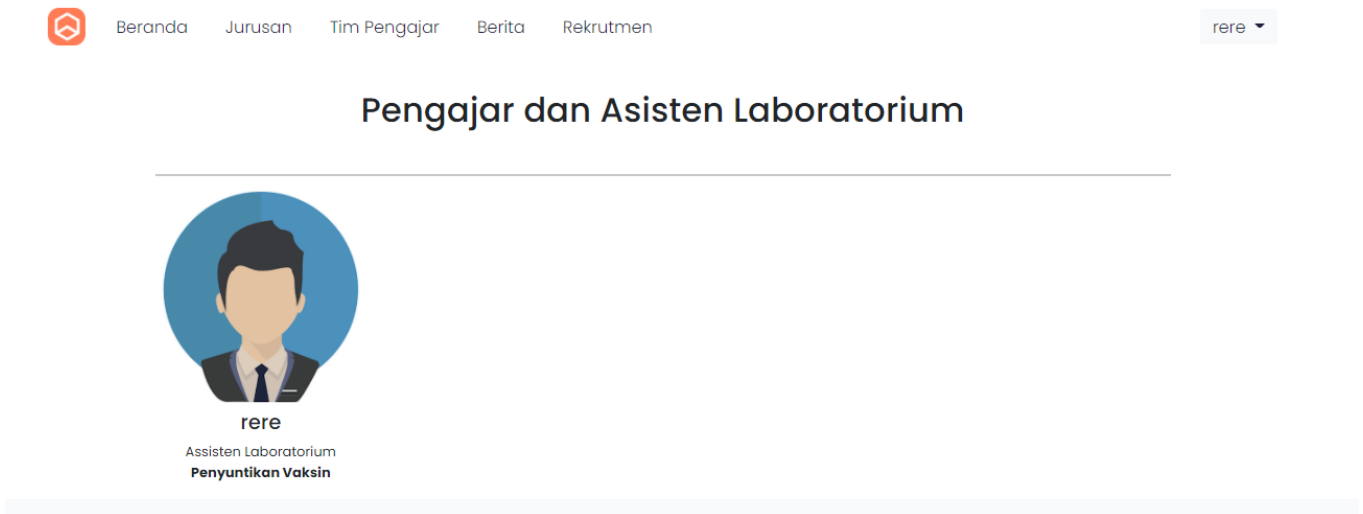 Beranda Jurusan Tim Pengajar Berita Rekrutmen rere
Pengajar dan Asisten Laboratorium
rere
Assisten Laboratorium
Penyuntikan Vaksin